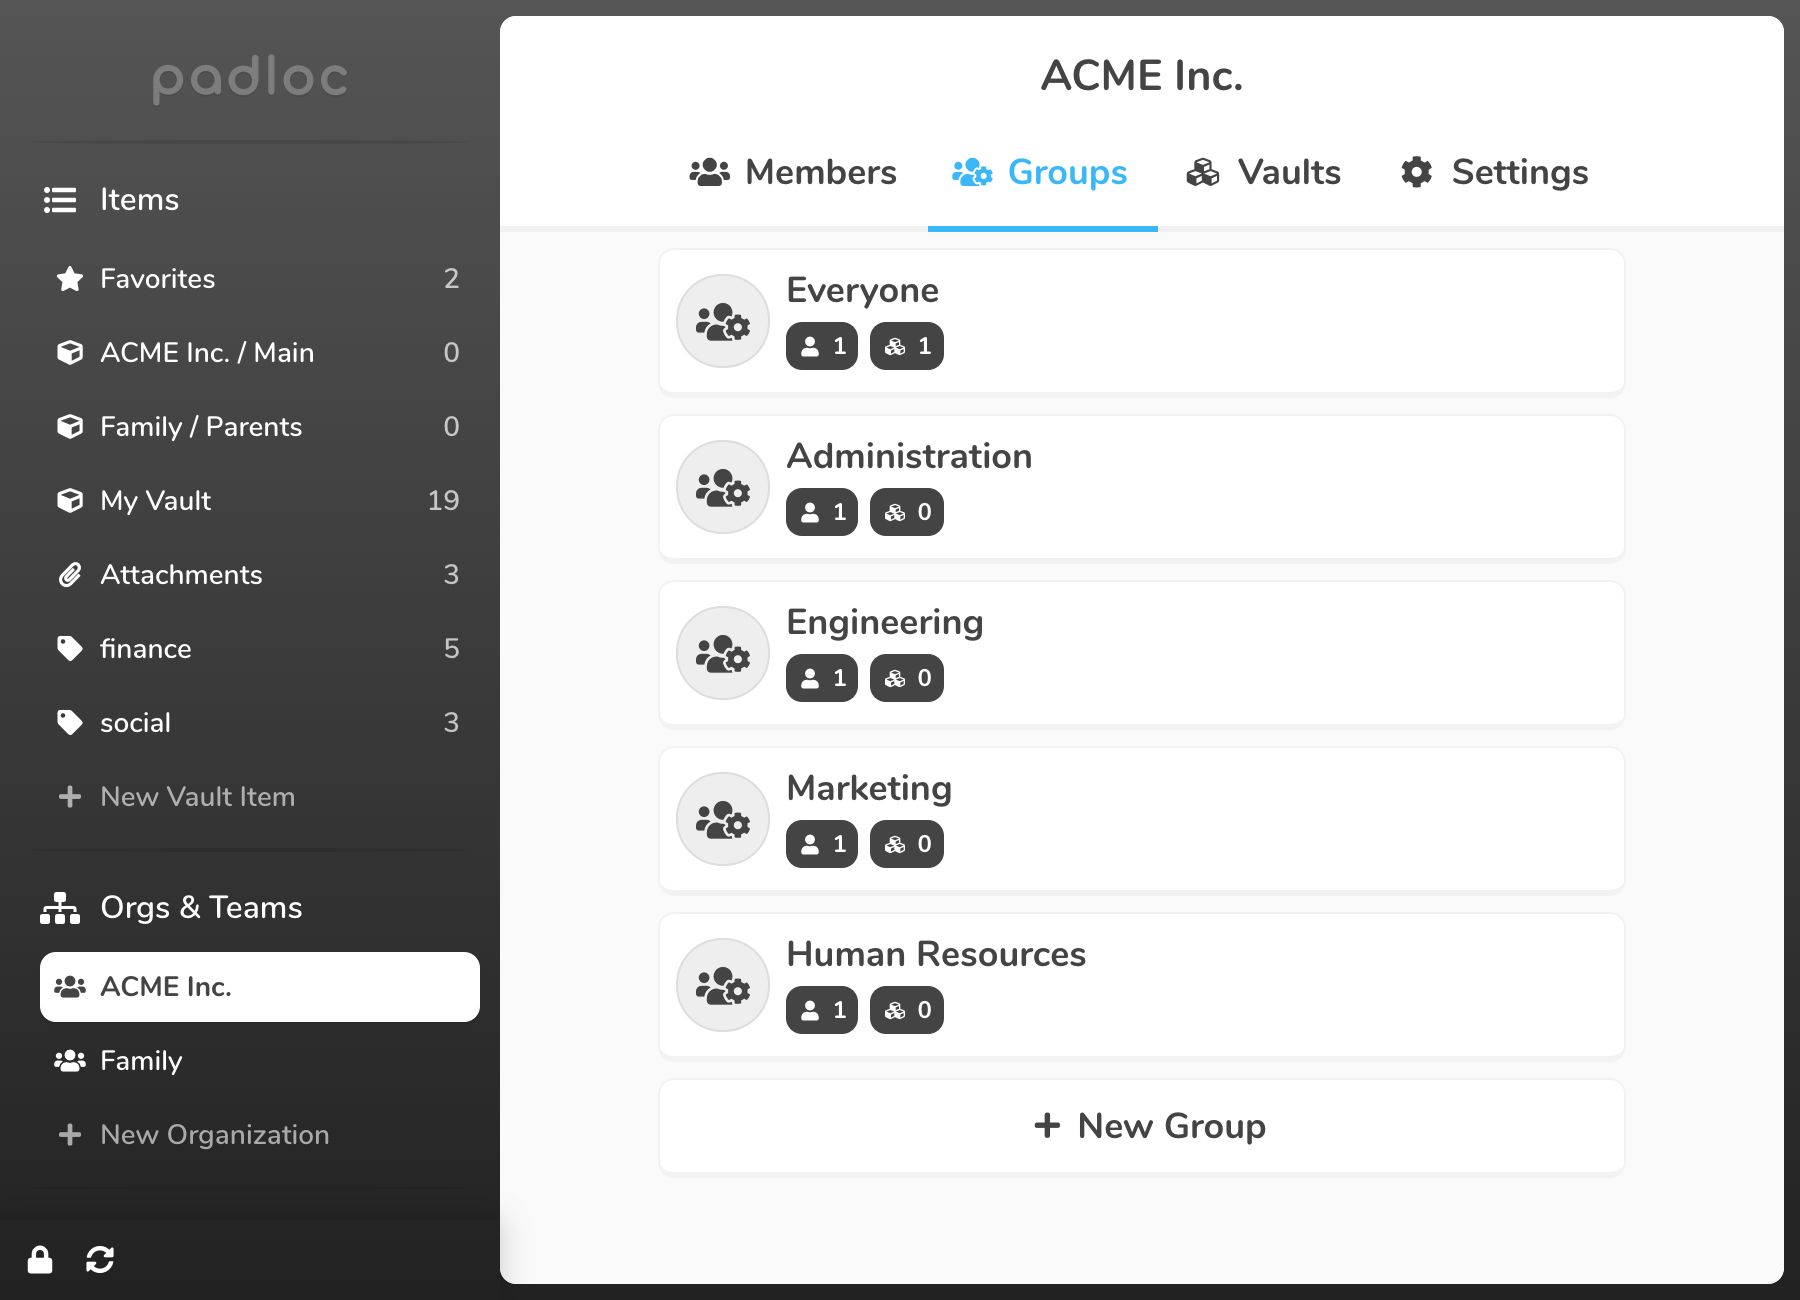 padloc
Items
Favorites 2
ACME Inc. / Main 0
Family / Parents 0
My Vault 19
Attachments 3
finance 5
social 3
New Vault Item
Orgs & Teams
ACME Inc.
Family
New Organization
ACME Inc.
Members Groups Vaults Settings
Everyone
1 1
Administration
1 0
Engineering
1 0
Marketing
1 0
Human Resources
1 0
New Group